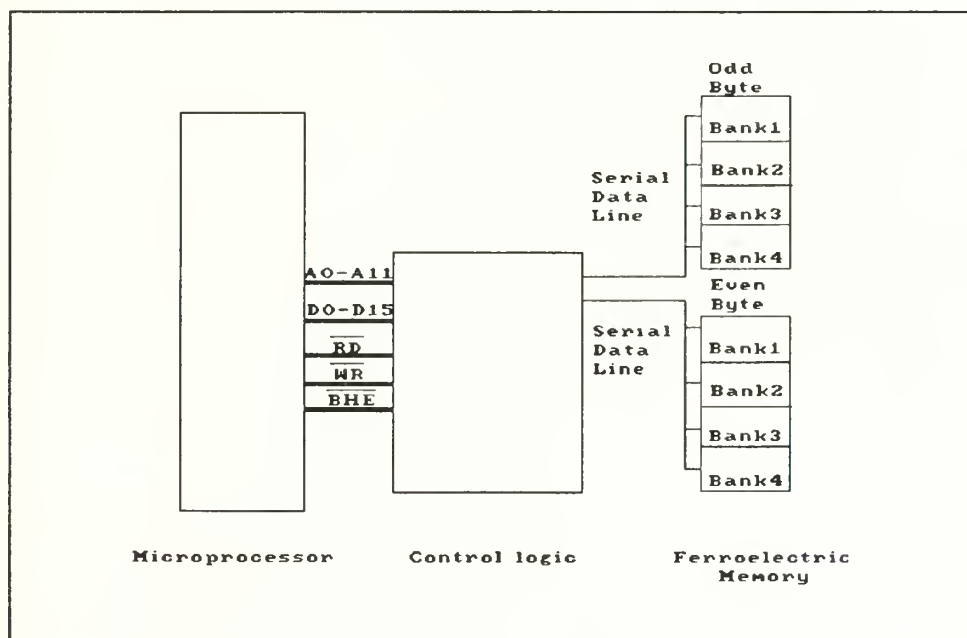 Odd
Byte
Bank1
Bank2
Bank3
Bank4
Serial
Data
Line
A0-A11
D0-D15
RD
WR
BHE
Even
Byte
Bank1
Bank2
Bank3
Bank4
Serial
Data
Line
Microprocessor
Control logic
Ferroelectric
Memory